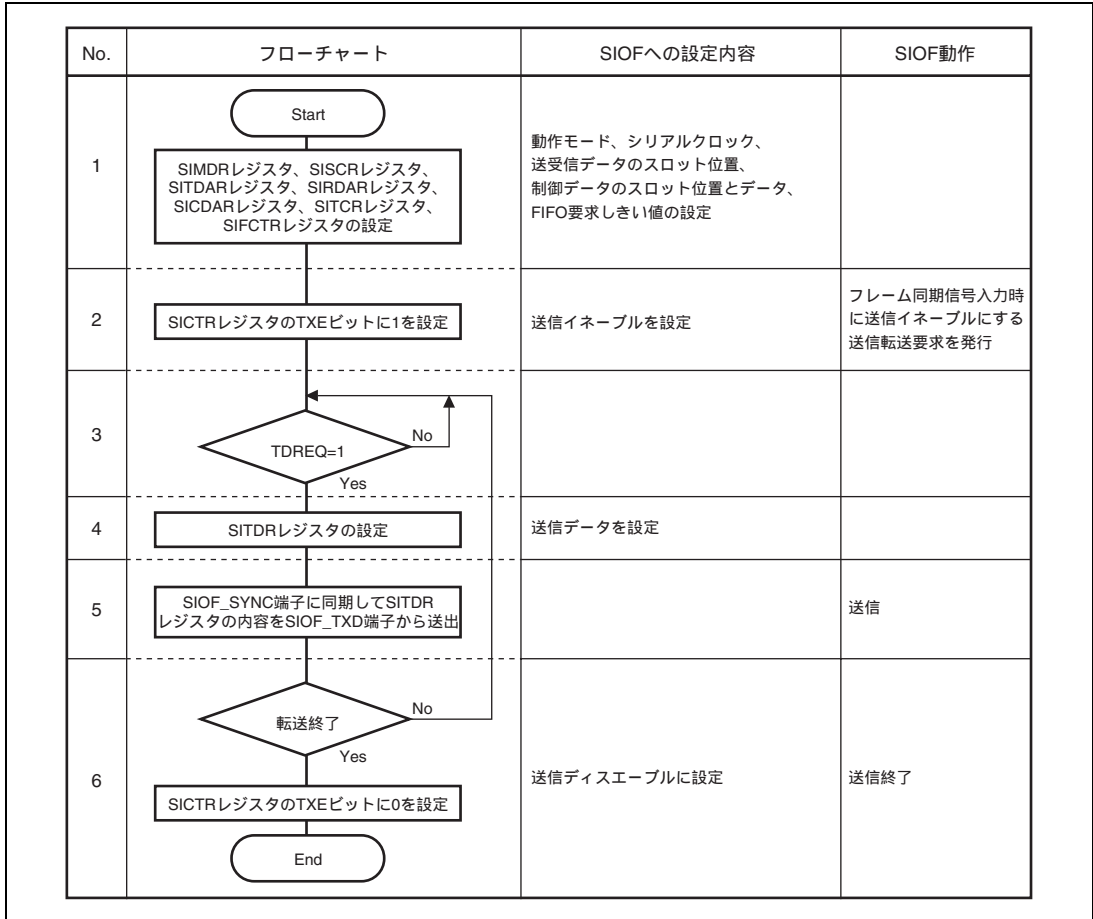 No.
フローチャート
SIOFへの設定内容
SIOF動作
1
Start
SIMDRレジスタ、SISCRレジスタ、
SITDARレジスタ、SIRDARレジスタ、
SICDARレジスタ、SITCRレジスタ、
SIFCTRレジスタの設定
動作モード、シリアルクロック、
送受信データのスロット位置、
制御データのスロット位置とデータ、
FIFO要求しきい値の設定
2
SICTRレジスタのTXEビットに1を設定
送信イネーブルを設定
フレーム同期信号入力時
に送信イネーブルにする
送信転送要求を発行
3
TDREQ=1
No
Yes
4
SITDRレジスタの設定
送信データを設定
5
SIOF_SYNC端子に同期してSITDR
レジスタの内容をSIOF_TXD端子から送出
送信
6
転送終了
No
Yes
SICTRレジスタのTXEビットに0を設定
End
送信ディスエーブルに設定
送信終了